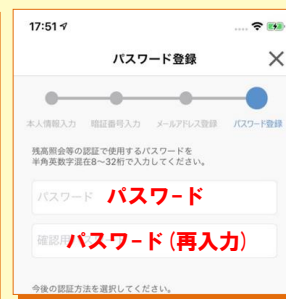 17:51
パスワード登録
本人情報入力 暗証番号入力 メールアドレス登録 パスワード登録
残高照会等の認証で使用するパスワードを
半角英数字混在8〜32桁で入力してください。
パスワード パスワード
確認用 パスワード(再入力)
今後の認証方法を選択してください。